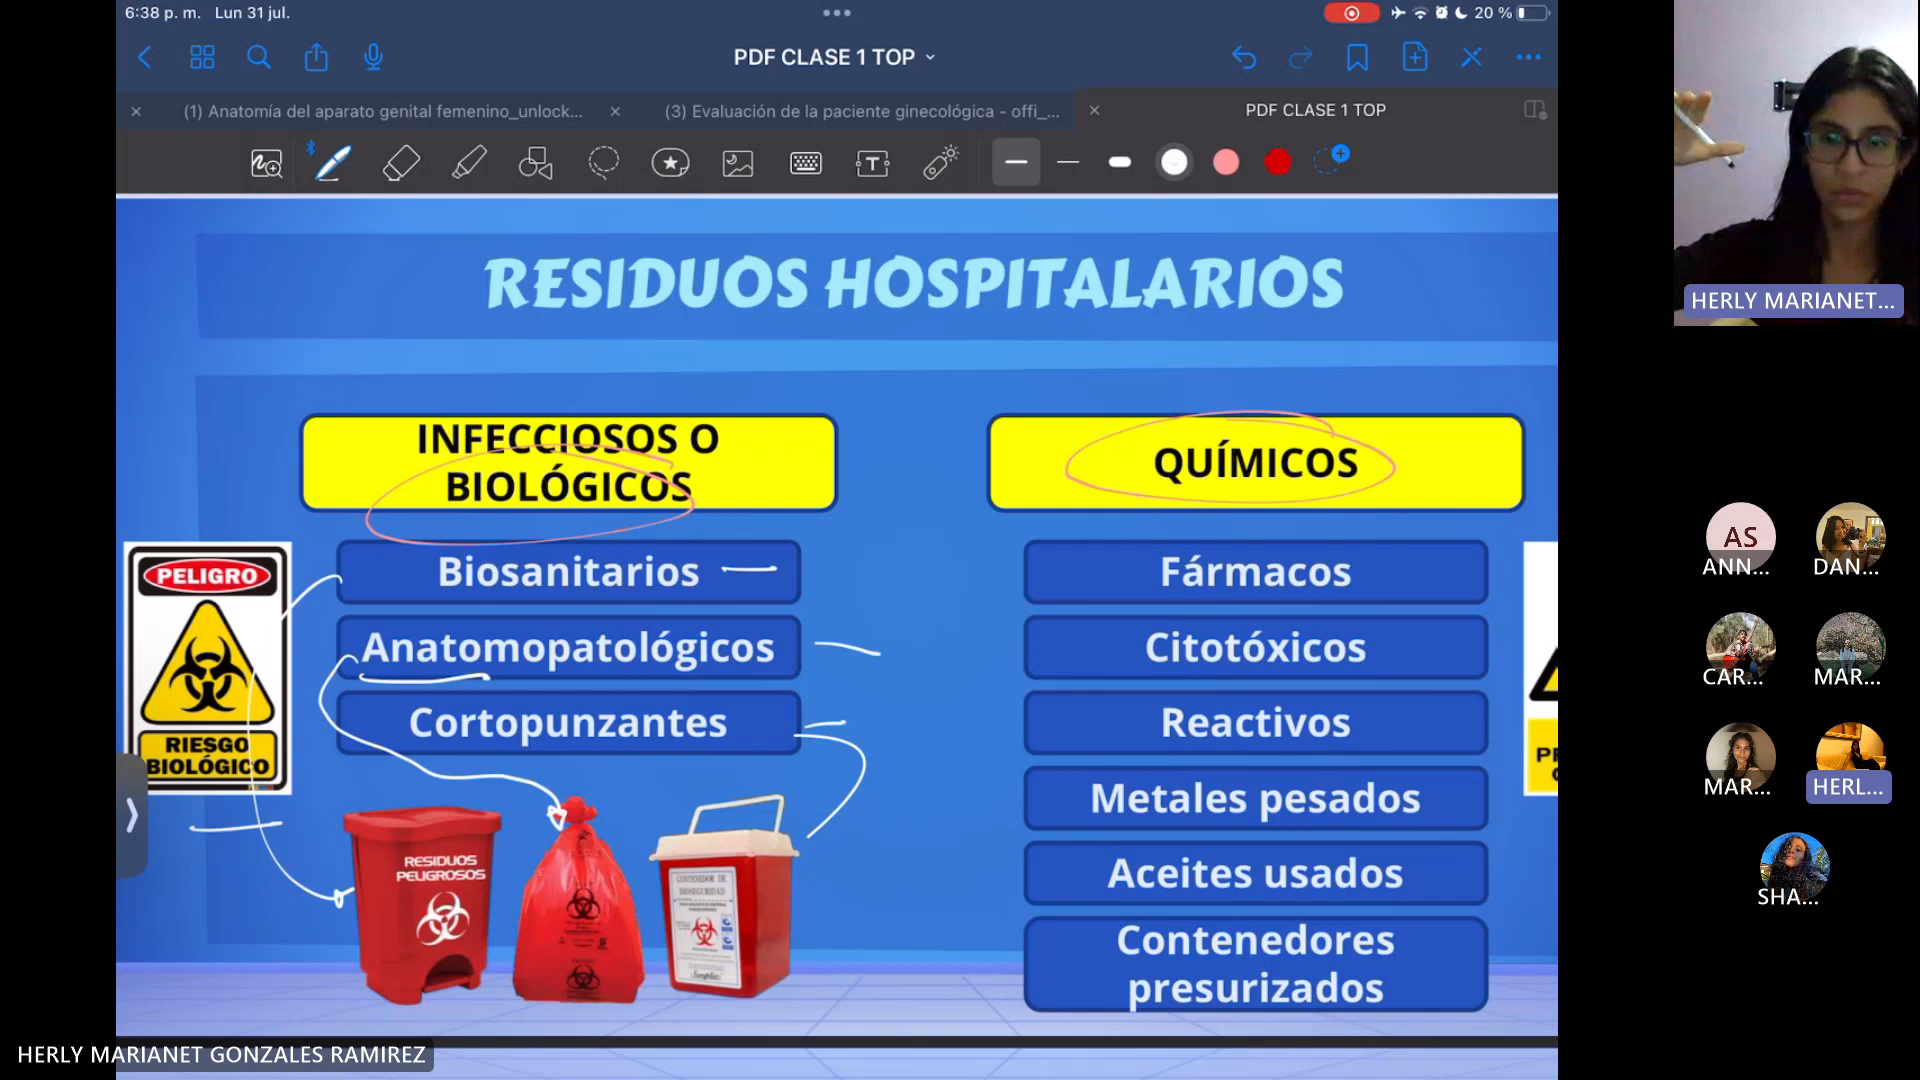 6:38 p. m. Lun 31 jul.
20 %
PDF CLASE 1 TOP
(1) Anatomía del aparato genital femenino_unlock...
(3) Evaluación de la paciente ginecológica - offi_...
PDF CLASE 1 TOP
RESIDUOS HOSPITALARIOS
INFECCIOSOS O
BIOLÓGICOS
QUÍMICOS
PELIGRO
RIESGO
BIOLÓGICO
Biosanitarios
Anatomopatológicos
Cortopunzantes
RESIDUOS
PELIGROSOS
CONTENEDOR DE
BIOSEGURIDAD
Fármacos
Citotóxicos
Reactivos
Metales pesados
Aceites usados
Contenedores
presurizados
HERLY MARIANET...
AS
ANN...
DAN...
CAR...
MAR...
MAR...
HERL...
SHA...
HERLY MARIANET GONZALES RAMIREZ